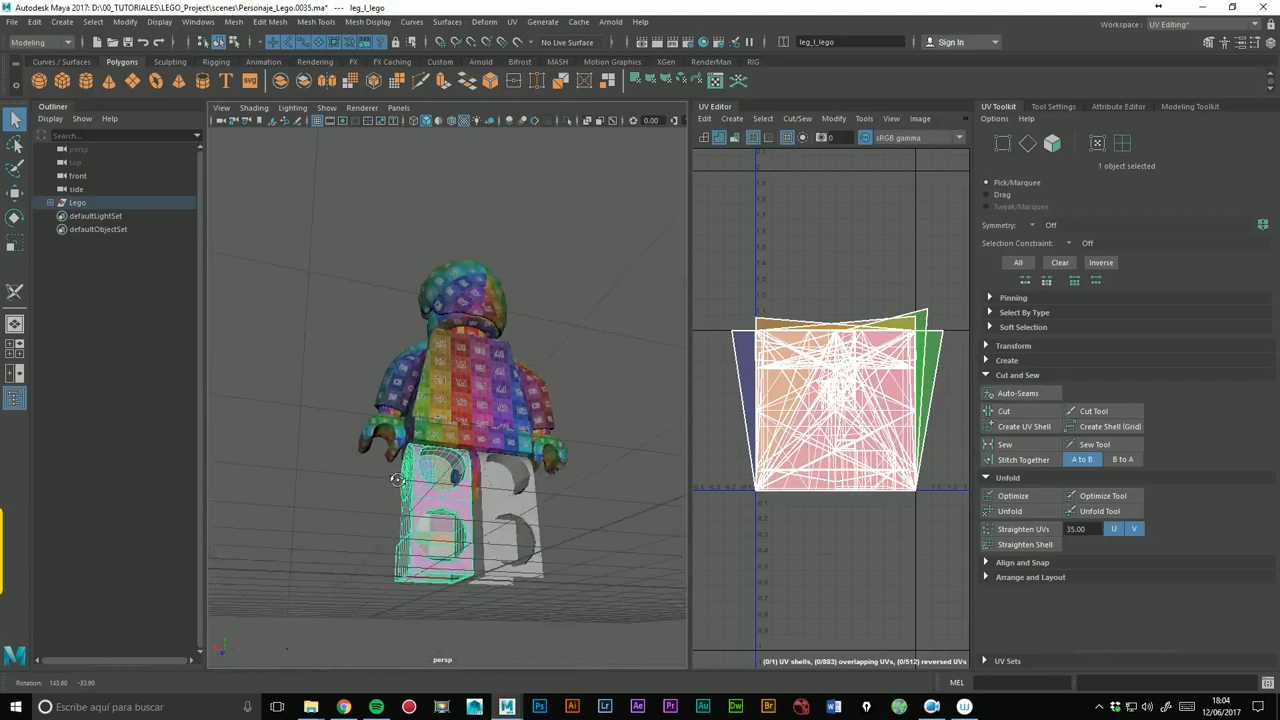 Autodesk Maya 2017: D:\00_TUTORIALES\LEGO_Project\scenes\Personaje_Lego.0035.ma* --- leg_l_lego
File Edit Create Select Modify Display Windows Mesh Edit Mesh Mesh Tools Mesh Display Curves Surfaces Deform UV Generate Cache Arnold Help
Workspace : UV Editing*
Modeling No Live Surface leg_l_lego Sign In
Curves / Surfaces Polygons Sculpting Rigging Animation Rendering FX FX Caching Custom Arnold Bifrost MASH Motion Graphics XGen RenderMan RIG
Outliner
Display Show Help
Search...
persp
top
front
side
Lego
defaultLightSet
defaultObjectSet
View Shading Lighting Show Renderer Panels
0.00
persp
UV Editor
Edit Create Select Cut/Sew Modify Tools View Image
0 sRGB gamma
(0/1) UV shells, (0/883) overlapping UVs, (0/512) reversed UVs
UV Toolkit Tool Settings Attribute Editor Modeling Toolkit
Options Help
1 object selected
Pick/Marquee
Drag
Tweak/Marquee
Symmetry: Off
Selection Constraint: Off
All Clear Inverse
Pinning
Select By Type
Soft Selection
Transform
Create
Cut and Sew
Auto-Seams
Cut Cut Tool
Create UV Shell Create Shell (Grid)
Sew Sew Tool
Stitch Together A to B B to A
Unfold
Optimize Optimize Tool
Unfold Unfold Tool
Straighten UVs 35.00 U V
Straighten Shell
Align and Snap
Arrange and Layout
UV Sets
Rotation: 143.60 -33.60
MEL
Escribe aquí para buscar
18:04
12/06/2017